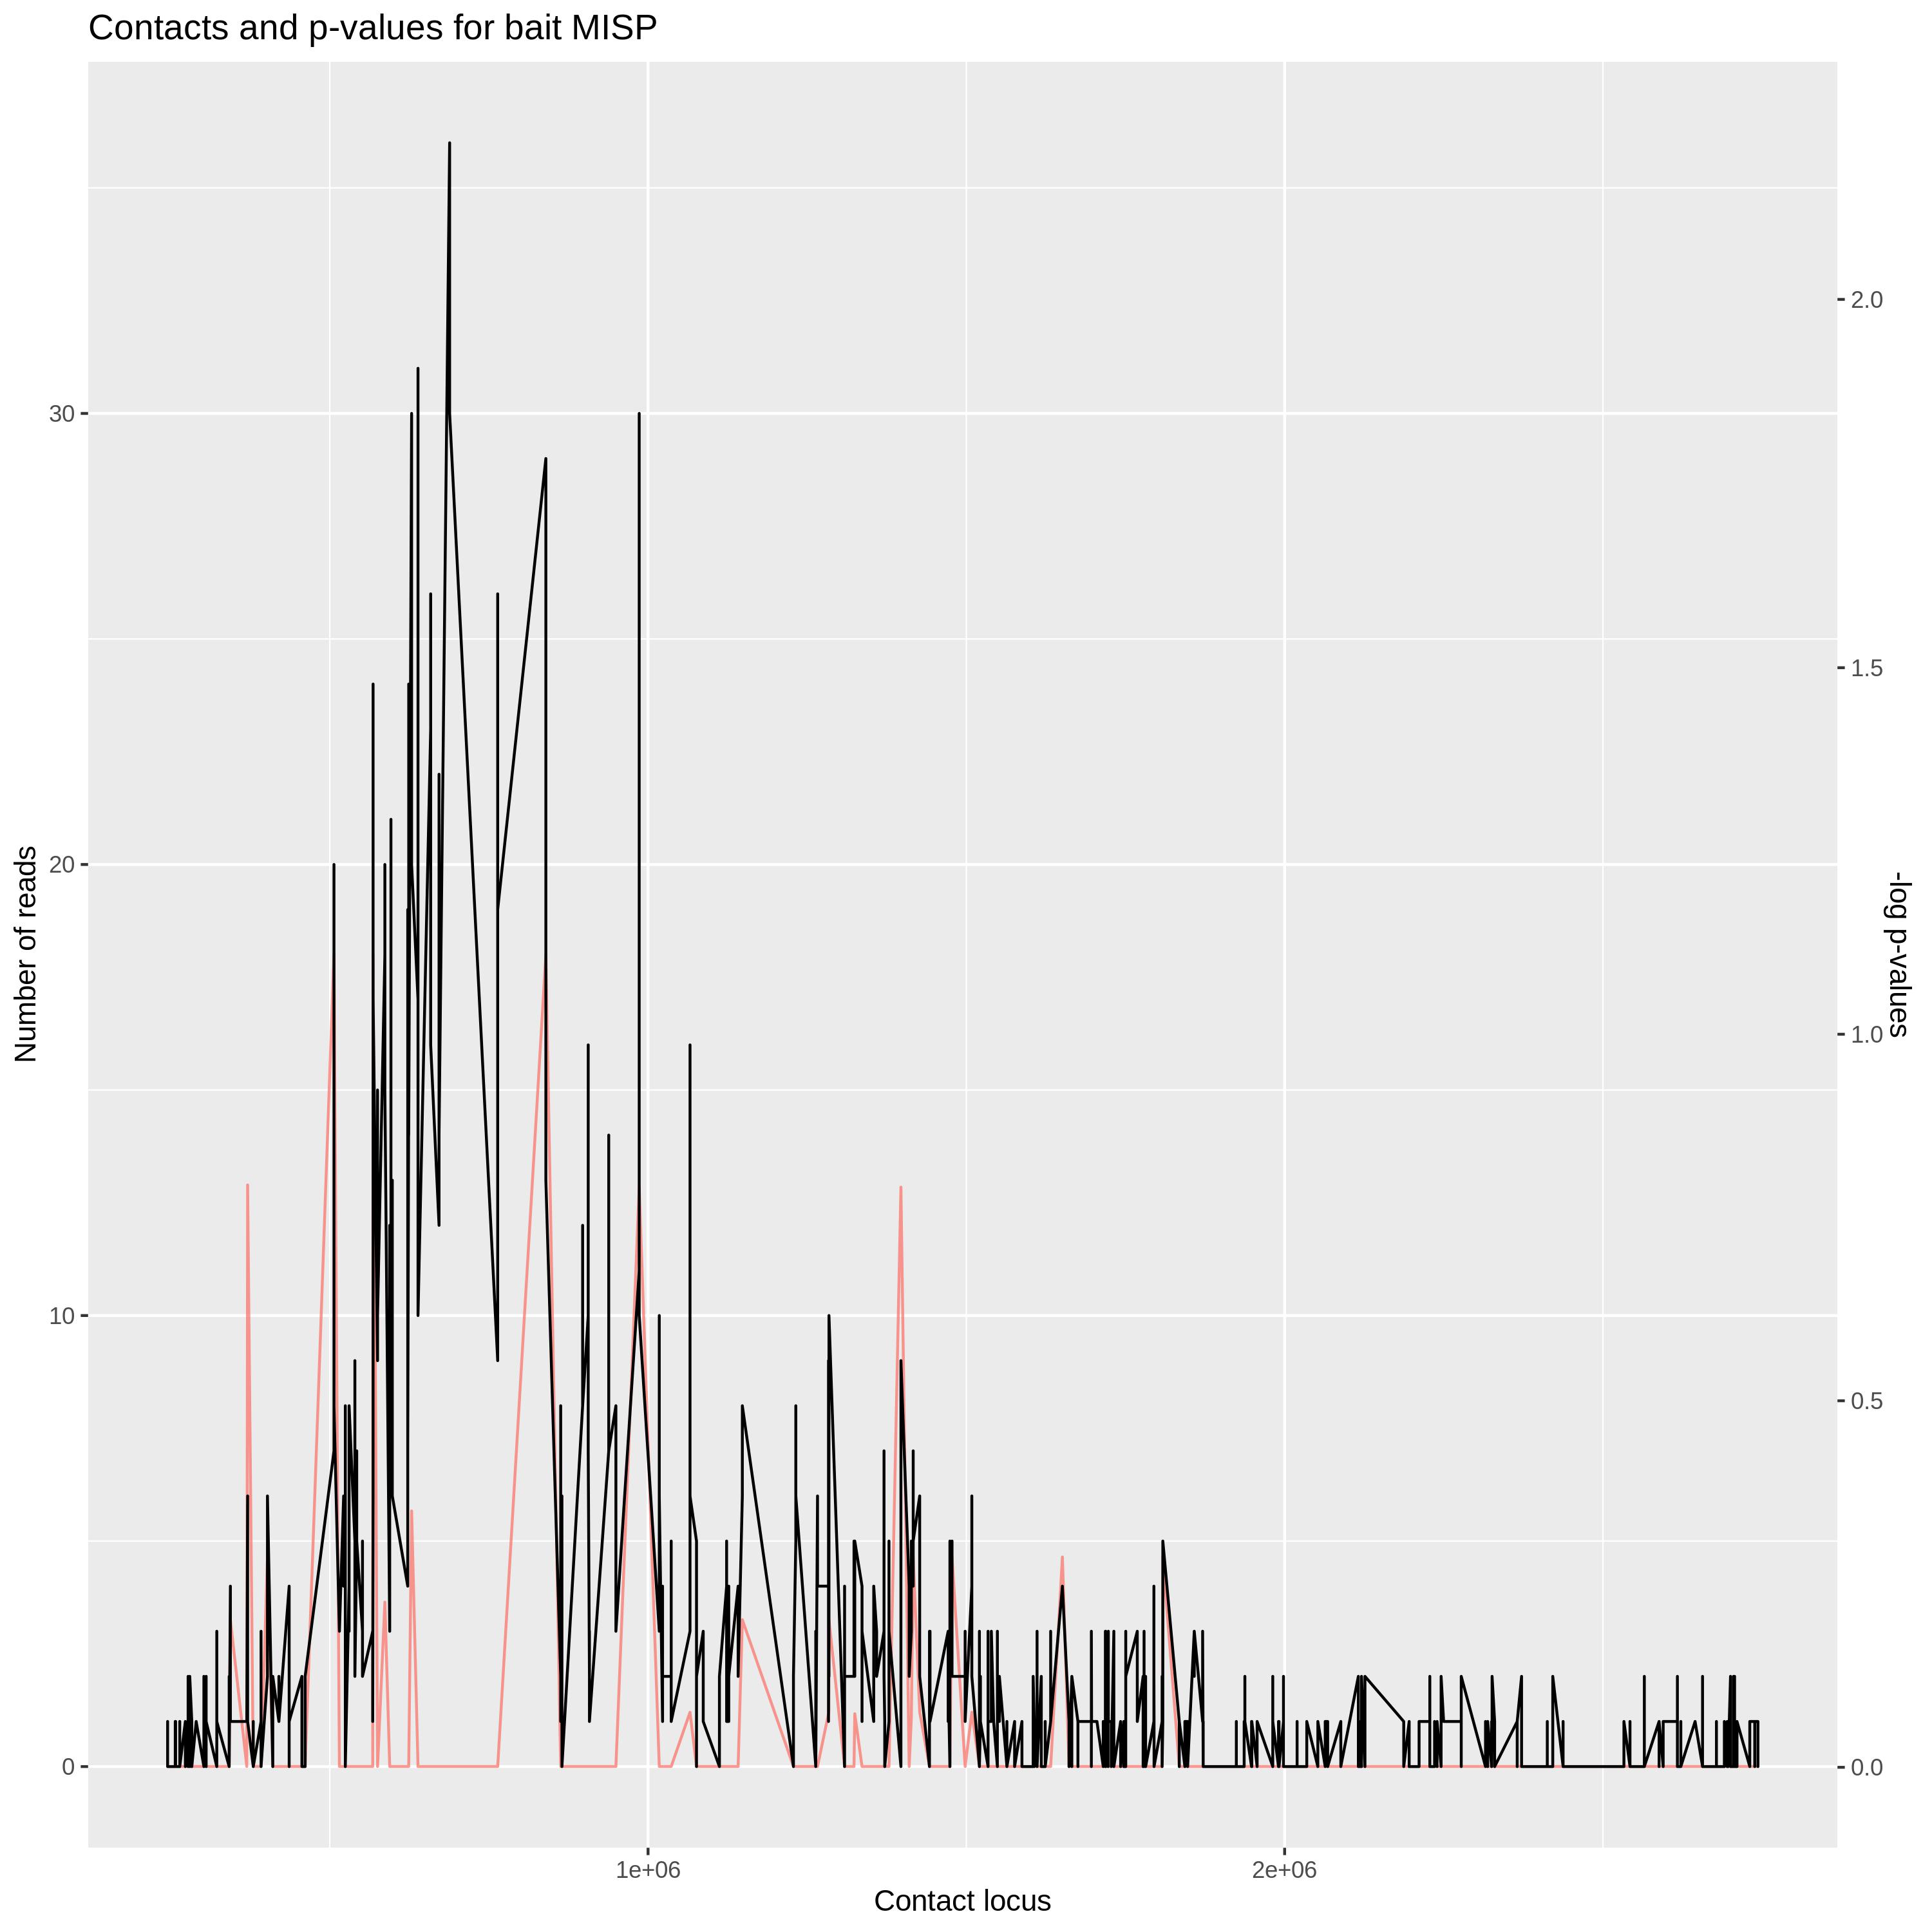 Contacts and p-values for bait MISP
30
20
10
0
Number of reads
2.0
1.5
1.0
0.5
0.0
-log p-values
1e+06
2e+06
Contact locus